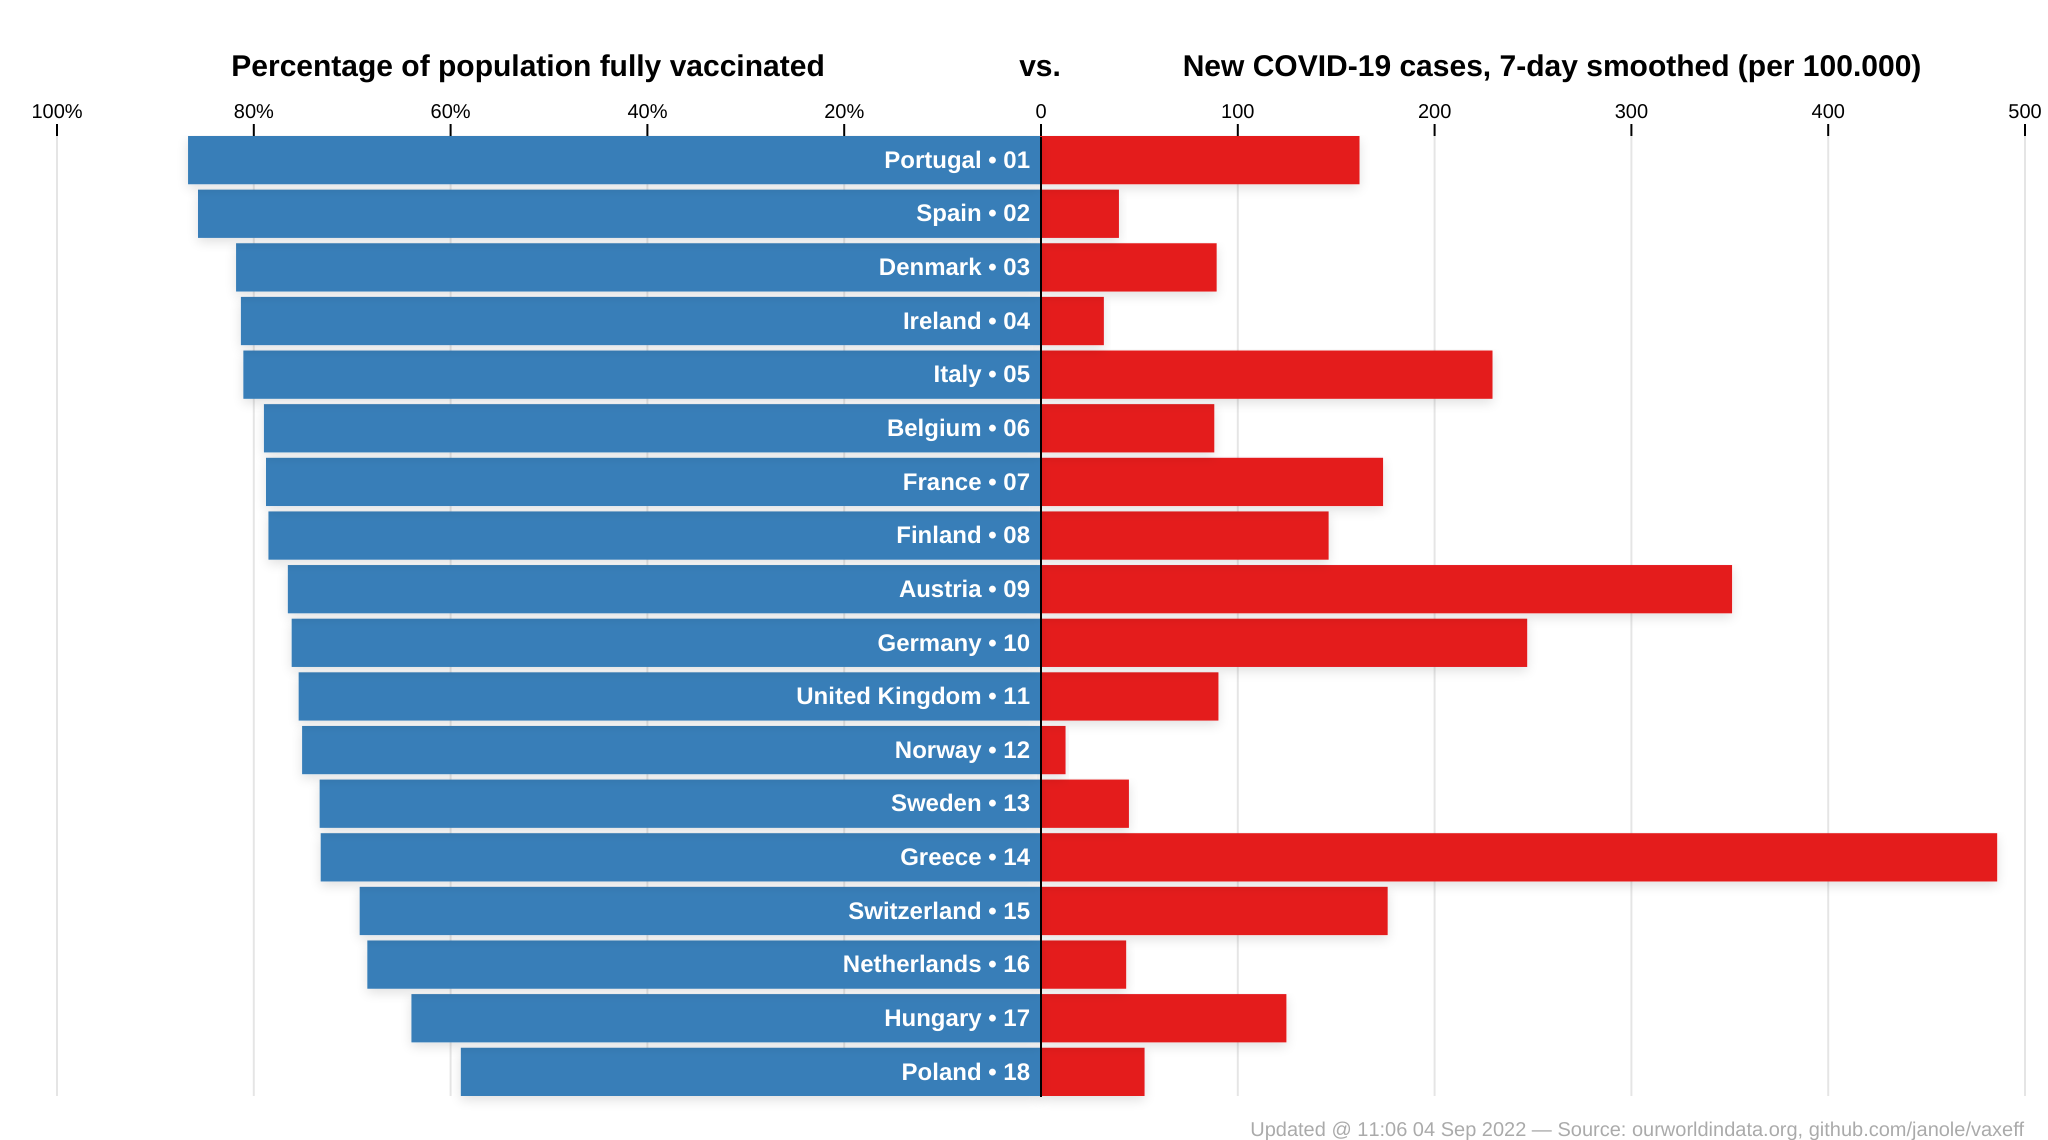 Percentage of population fully vaccinated vs. New COVID-19 cases, 7-day smoothed (per 100.000)
100% 80% 60% 40% 20% 0 100 200 300 400 500
Portugal • 01
Spain • 02
Denmark • 03
Ireland • 04
Italy • 05
Belgium • 06
France • 07
Finland • 08
Austria • 09
Germany • 10
United Kingdom • 11
Norway • 12
Sweden • 13
Greece • 14
Switzerland • 15
Netherlands • 16
Hungary • 17
Poland • 18
Updated @ 11:06 04 Sep 2022 — Source: ourworldindata.org, github.com/janole/vaxeff